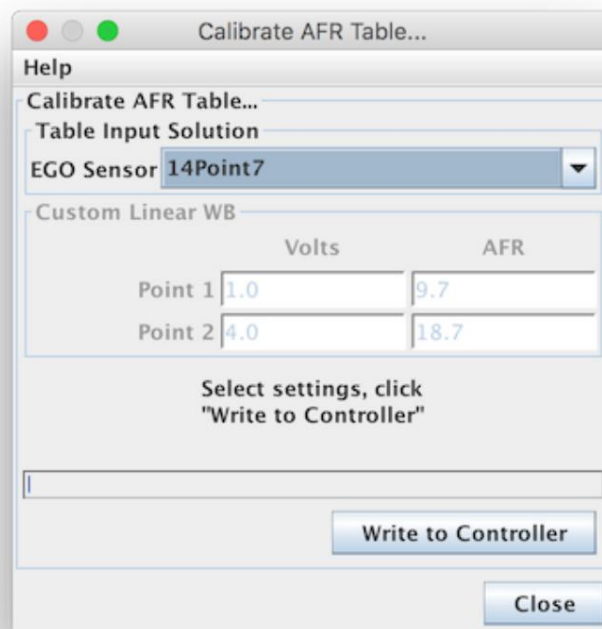 Calibrate AFR Table...
Help
Calibrate AFR Table...
Table Input Solution
EGO Sensor 14Point7
Custom Linear WB
Volts AFR
Point 1 1.0 9.7
Point 2 4.0 18.7
Select settings, click
"Write to Controller"
Write to Controller
Close